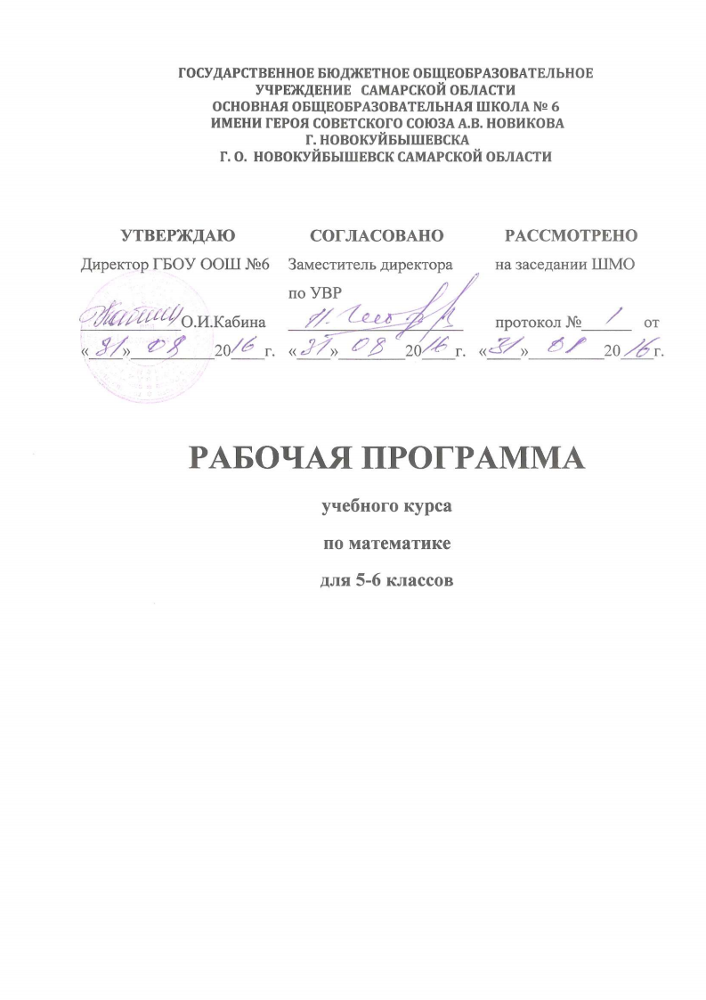 ГОСУДАРСТВЕННОЕ БЮДЖЕТНОЕ ОБЩЕОБРАЗОВАТЕЛЬНОЕ
УЧРЕЖДЕНИЕ САМАРСКОЙ ОБЛАСТИ
ОСНОВНАЯ ОБЩЕОБРАЗОВАТЕЛЬНАЯ ШКОЛА № 6
ИМЕНИ ГЕРОЯ СОВЕТСКОГО СОЮЗА А.В. НОВИКОВА
Г. НОВОКУЙБЫШЕВСКА
Г. О. НОВОКУЙБЫШЕВСК САМАРСКОЙ ОБЛАСТИ
УТВЕРЖДАЮ СОГЛАСОВАНО РАССМОТРЕНО
Директор ГБОУ ООШ №6 Заместитель директора на заседании ШМО
по УВР
О.И.Кабина протокол № 1 от
«31» 08 2016 г. «31» 08 2016 г. «31» 2016 г.
РАБОЧАЯ ПРОГРАММА
учебного курса
по математике
для 5-6 классов